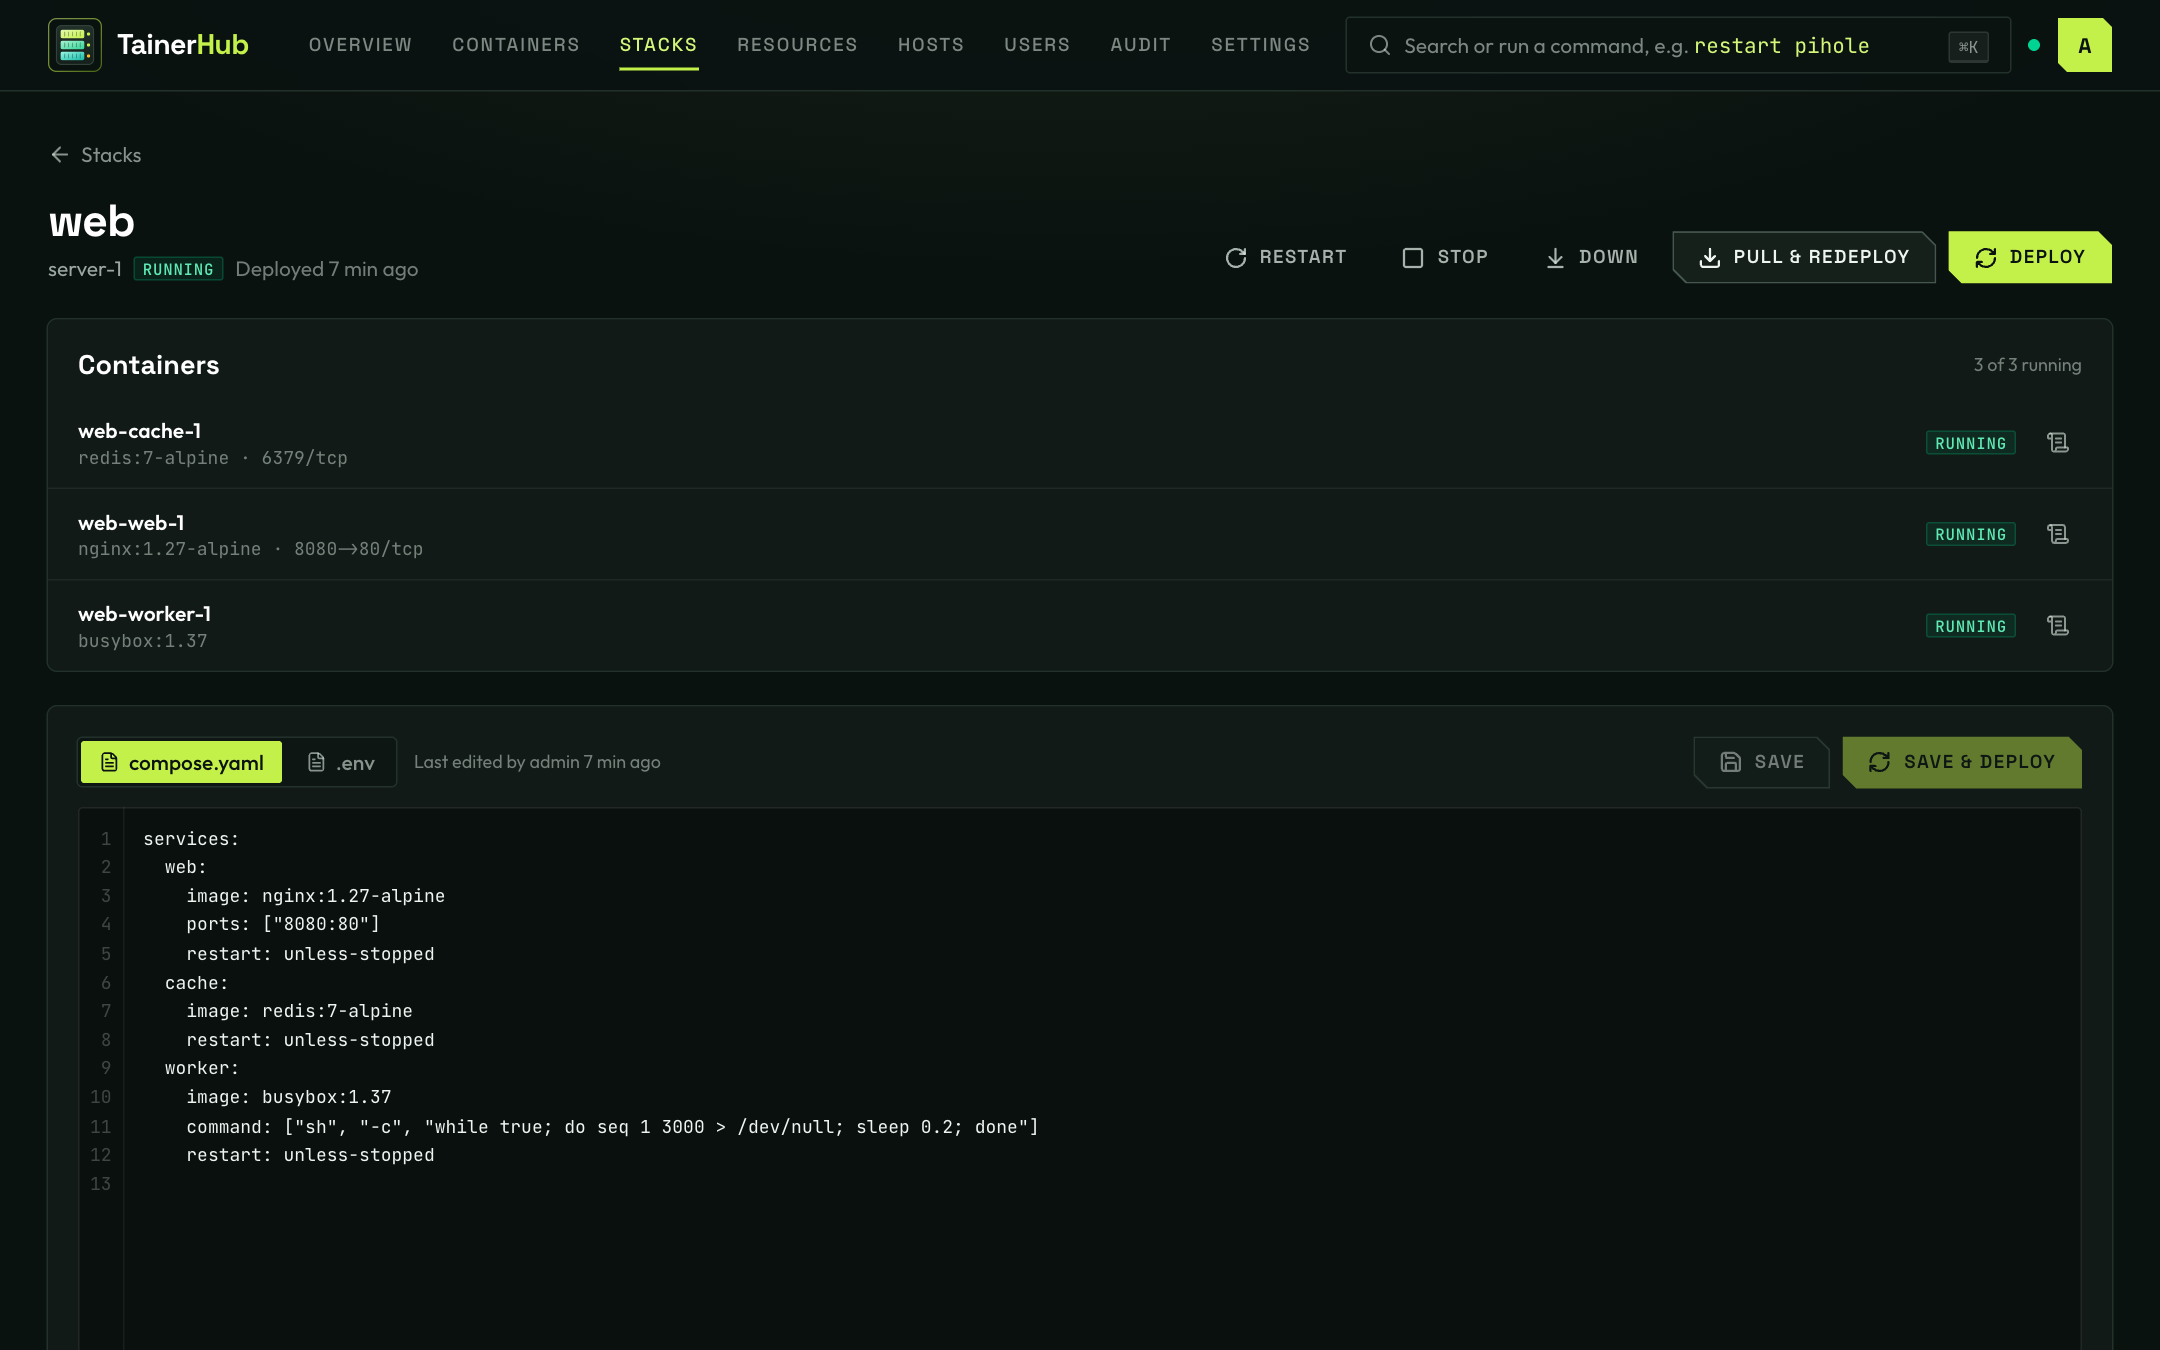 TainerHub OVERVIEW CONTAINERS STACKS RESOURCES HOSTS USERS AUDIT SETTINGS Search or run a command, e.g. restart pihole ⌘K A
← Stacks
web
server-1 RUNNING Deployed 7 min ago RESTART STOP DOWN PULL & REDEPLOY DEPLOY
Containers 3 of 3 running
web-cache-1
redis:7-alpine · 6379/tcp RUNNING
web-web-1
nginx:1.27-alpine · 8080→80/tcp RUNNING
web-worker-1
busybox:1.37 RUNNING
compose.yaml .env Last edited by admin 7 min ago SAVE SAVE & DEPLOY
1 services:
2   web:
3     image: nginx:1.27-alpine
4     ports: ["8080:80"]
5     restart: unless-stopped
6   cache:
7     image: redis:7-alpine
8     restart: unless-stopped
9   worker:
10     image: busybox:1.37
11     command: ["sh", "-c", "while true; do seq 1 3000 > /dev/null; sleep 0.2; done"]
12     restart: unless-stopped
13